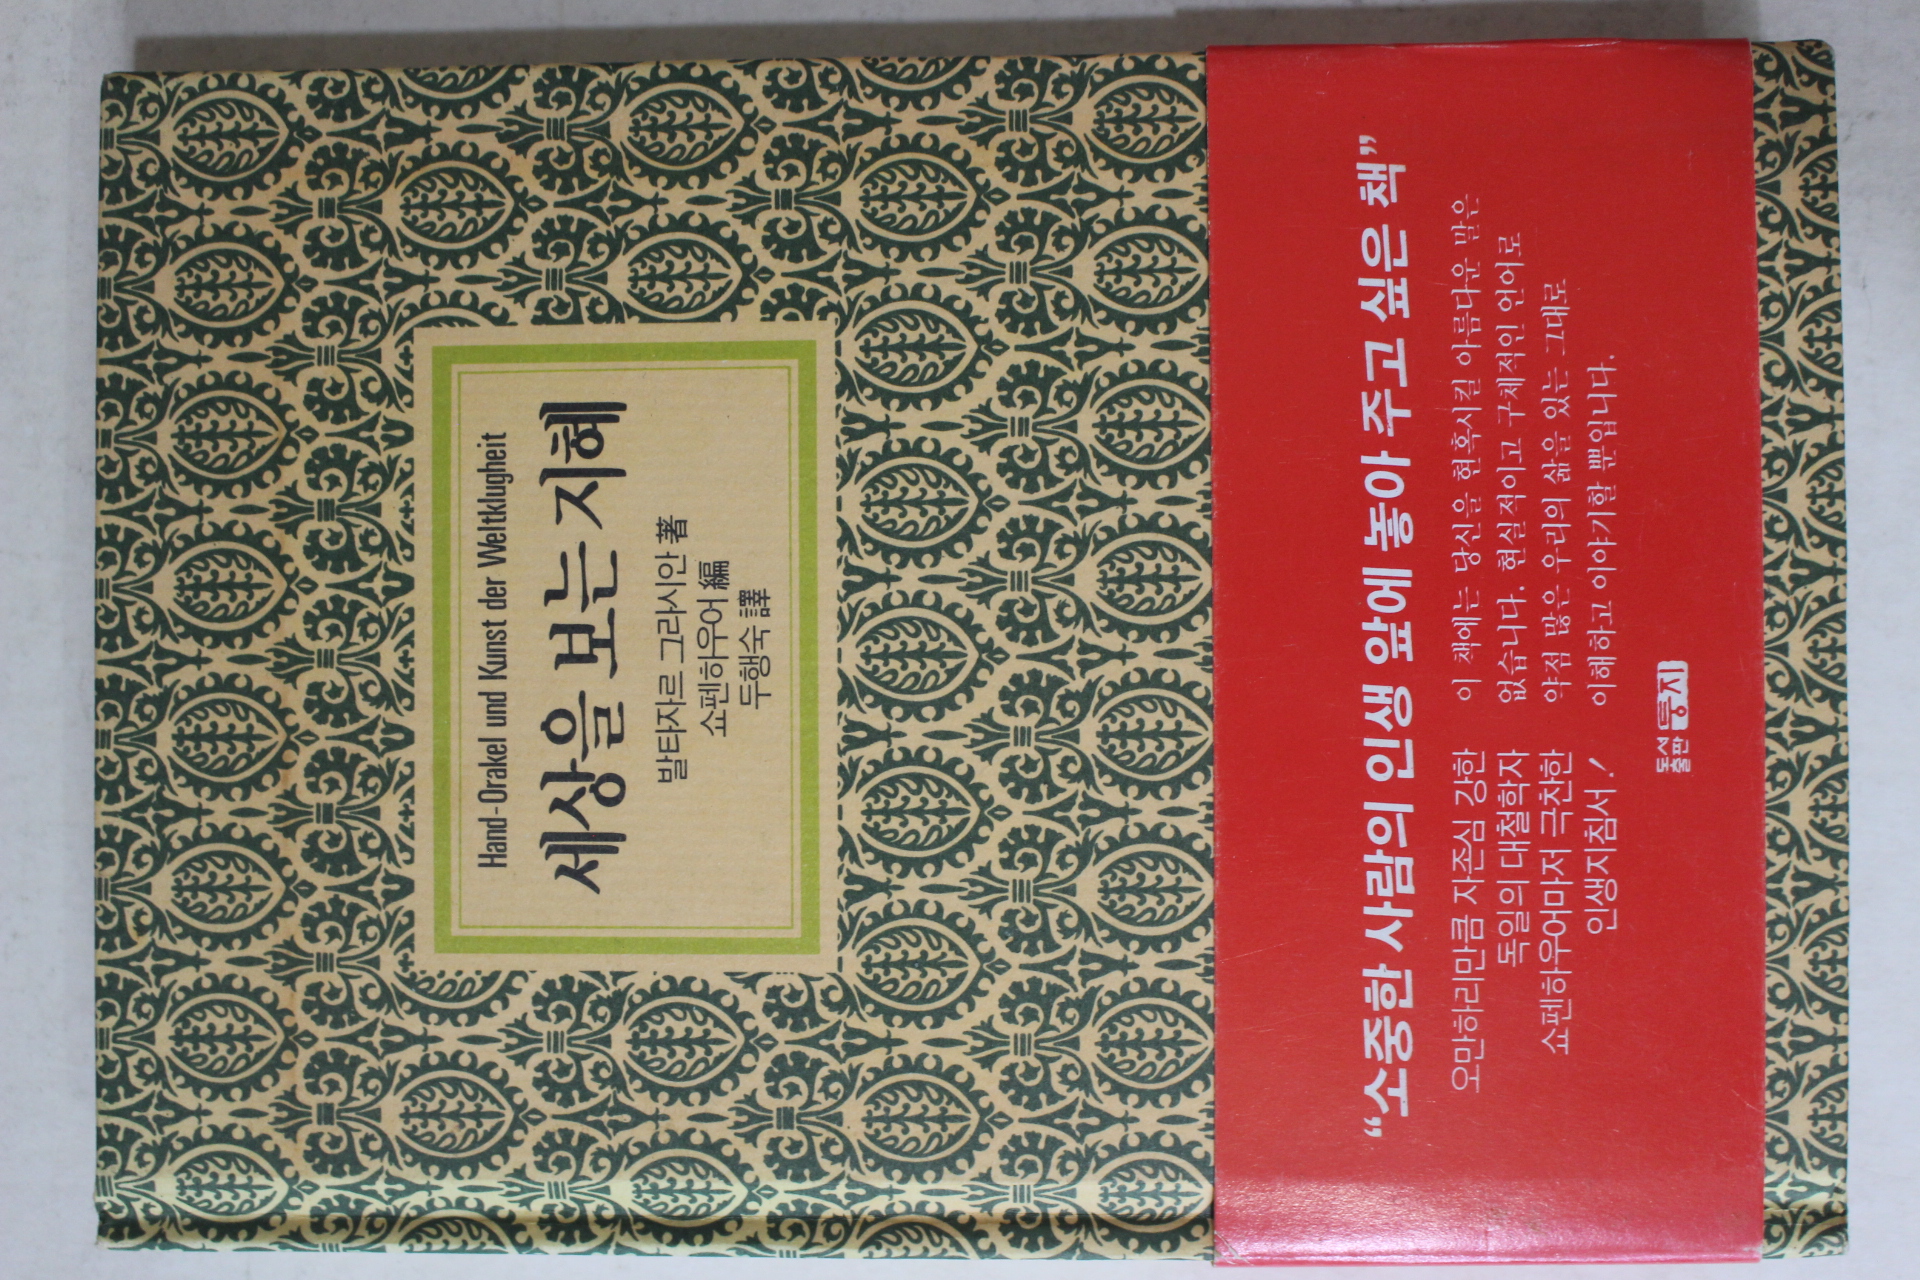 Hand-Orakel und Kunst der Weltklugheit
세상을 보는 지혜
발타자르 그라시안 著
쇼펜하우어 編
두행숙 譯
“소중한 사람의 인생 앞에 놓아 주고 싶은 책”
오만하리만큼 자존심 강한
독일의 대철학자
쇼펜하우어마저 극찬한
인생지침서!
이 책에는 당신을 현혹시킬 아름다운 말은
없습니다. 현실적이고 구체적인 언어로
약점 많은 우리의 삶을 있는 그대로
이해하고 이야기할 뿐입니다.
도서출판 둥지